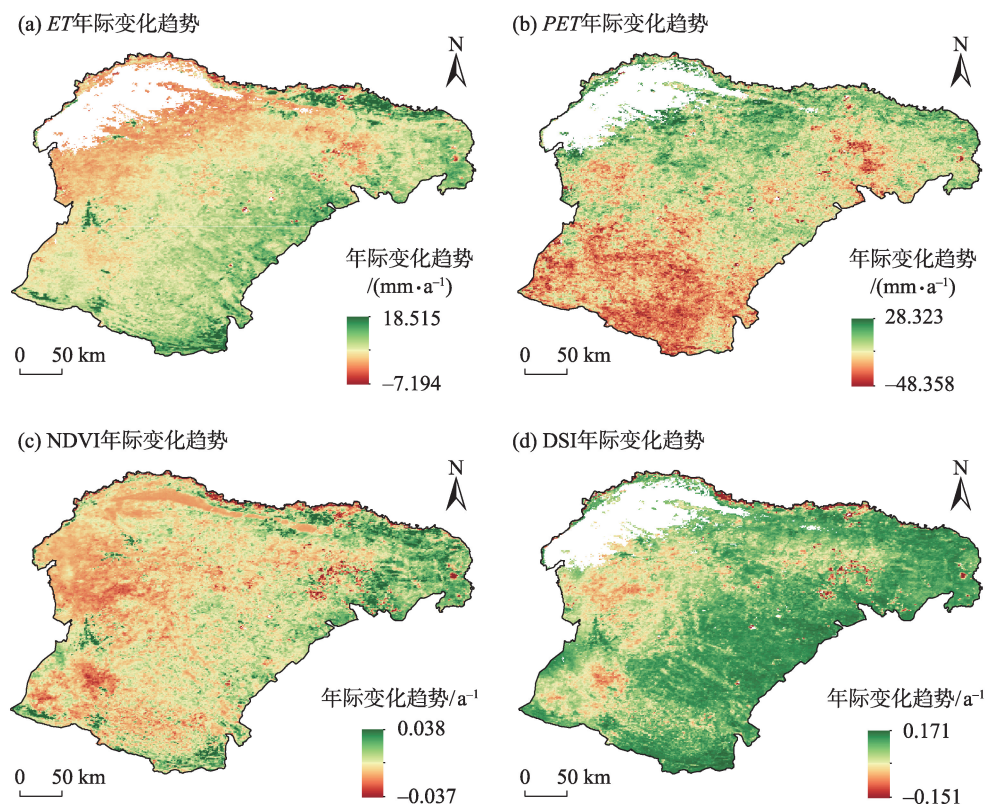 (a) ET年际变化趋势
N
年际变化趋势
/(mm·a⁻¹)
18.515
–7.194
0 50 km
(b) PET年际变化趋势
N
年际变化趋势
/(mm·a⁻¹)
28.323
–48.358
0 50 km
(c) NDVI年际变化趋势
N
年际变化趋势/a⁻¹
0.038
–0.037
0 50 km
(d) DSI年际变化趋势
N
年际变化趋势/a⁻¹
0.171
–0.151
0 50 km